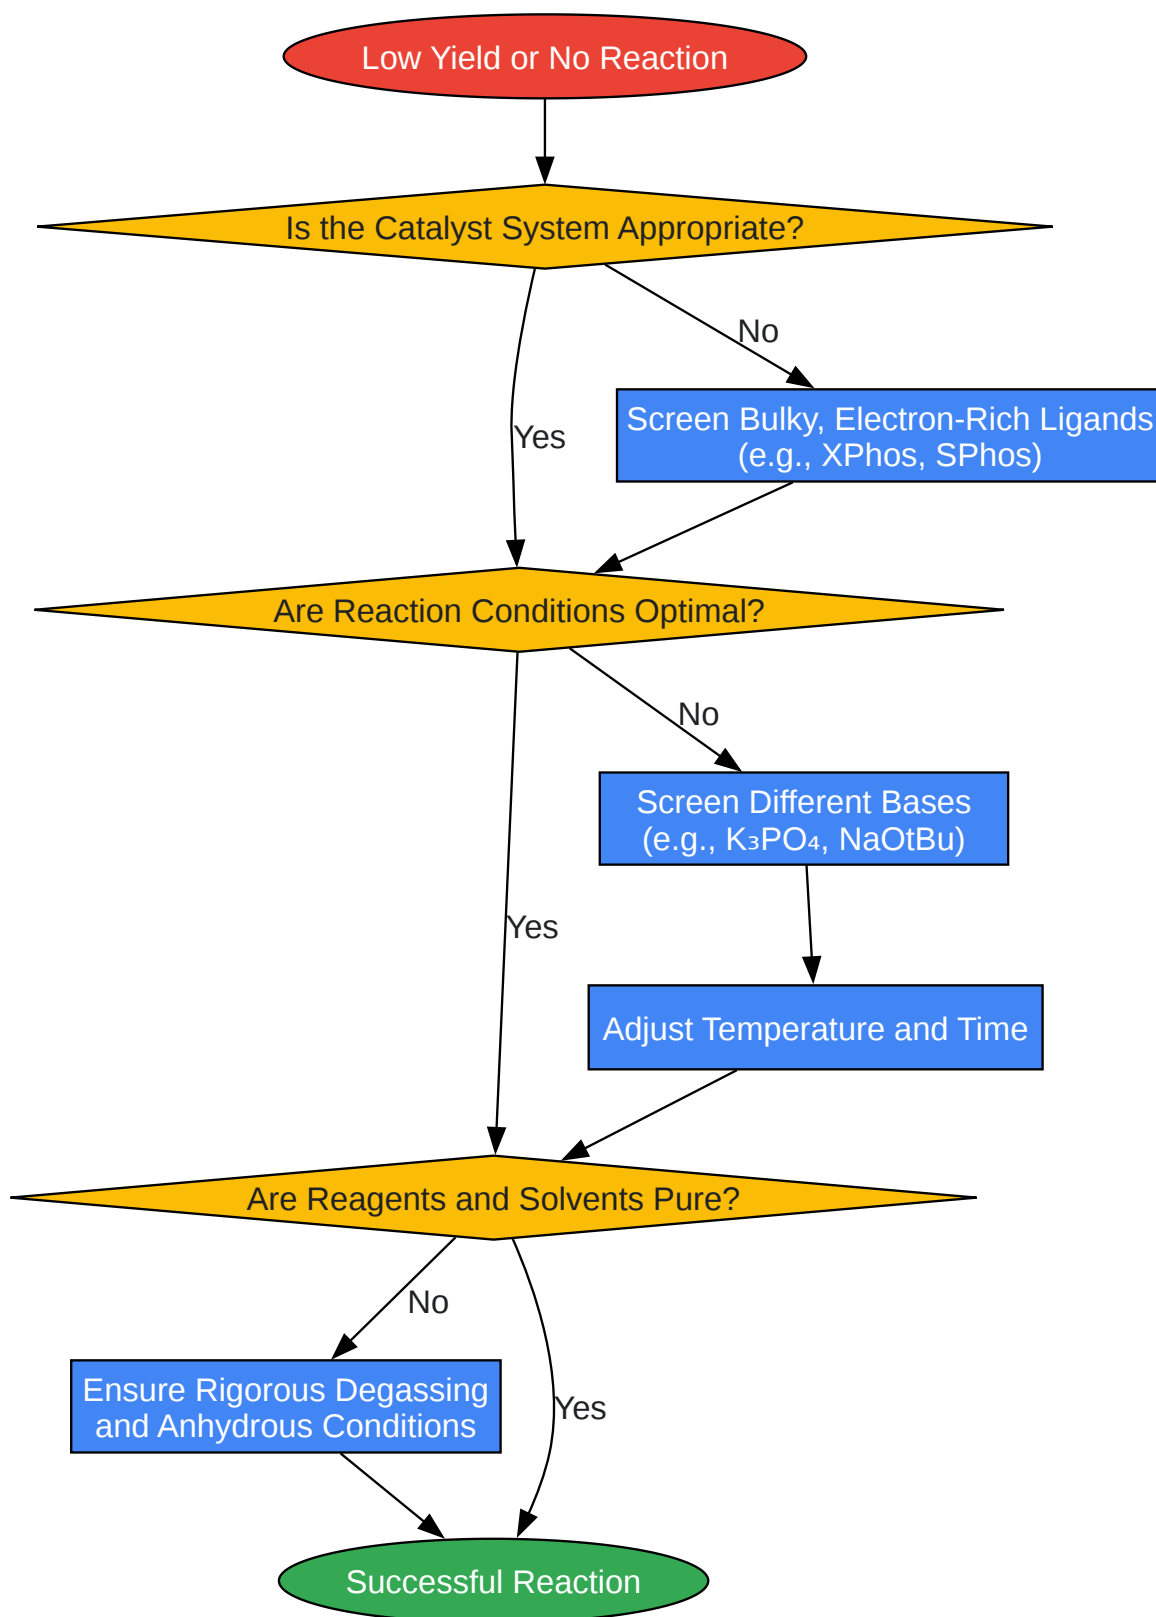 Low Yield or No Reaction
Is the Catalyst System Appropriate?
No
Screen Bulky, Electron-Rich Ligands
(e.g., XPhos, SPhos)
Yes
Are Reaction Conditions Optimal?
No
Screen Different Bases
(e.g., K₃PO₄, NaOtBu)
Yes
Adjust Temperature and Time
Are Reagents and Solvents Pure?
No
Ensure Rigorous Degassing
and Anhydrous Conditions
Yes
Successful Reaction